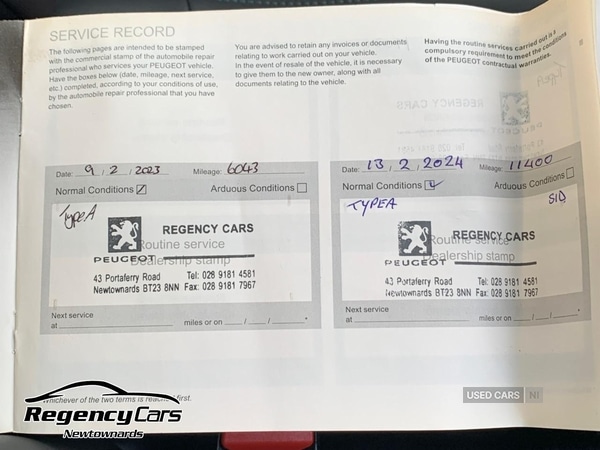 SERVICE RECORD
The following pages are intended to be stamped
with the commercial stamp of the automobile repair
professional who services your PEUGEOT vehicle.
Have the boxes below (date, mileage, next service,
etc.) completed, according to your conditions of use,
by the automobile repair professional that you have
chosen.
You are advised to retain any invoices or documents
relating to work carried out on your vehicle.
In the event of resale of the vehicle, it is necessary
to give them to the new owner, along with all
documents relating to the vehicle.
Having the routine services carried out is a
compulsory requirement to meet the conditions
of the PEUGEOT contractual warranties.
Date: 9 / 2 / 2023 Mileage: 6043
Normal Conditions Arduous Conditions
Type A
REGENCY CARS
Routine service
PEUGEOT Dealership stamp
43 Portaferry Road Tel: 028 9181 4581
Newtownards BT23 8NN Fax: 028 9181 7967
Next service
at miles or on / / *
Date: 13 / 2 / 2024 Mileage: 11400
Normal Conditions Arduous Conditions
TYPE A SID
REGENCY CARS
Routine service
PEUGEOT Dealership stamp
43 Portaferry Road Tel: 028 9181 4581
Newtownards BT23 8NN Fax: 028 9181 7967
Next service
at miles or on / / *
Whichever of the two terms is reached first.
RegencyCars
Newtownards
USED CARS NI